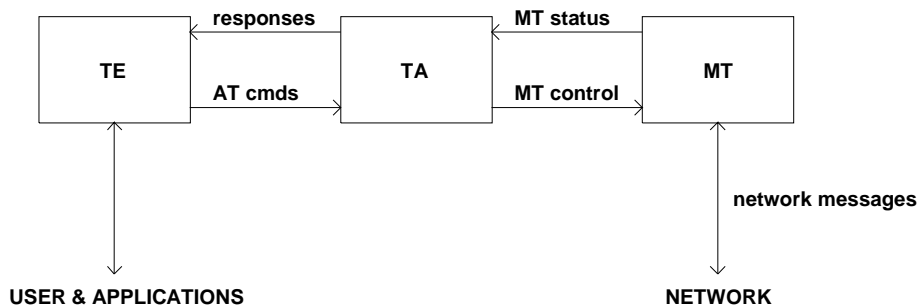 responses
MT status
TE
TA
MT
AT cmds
MT control
network messages
USER & APPLICATIONS
NETWORK